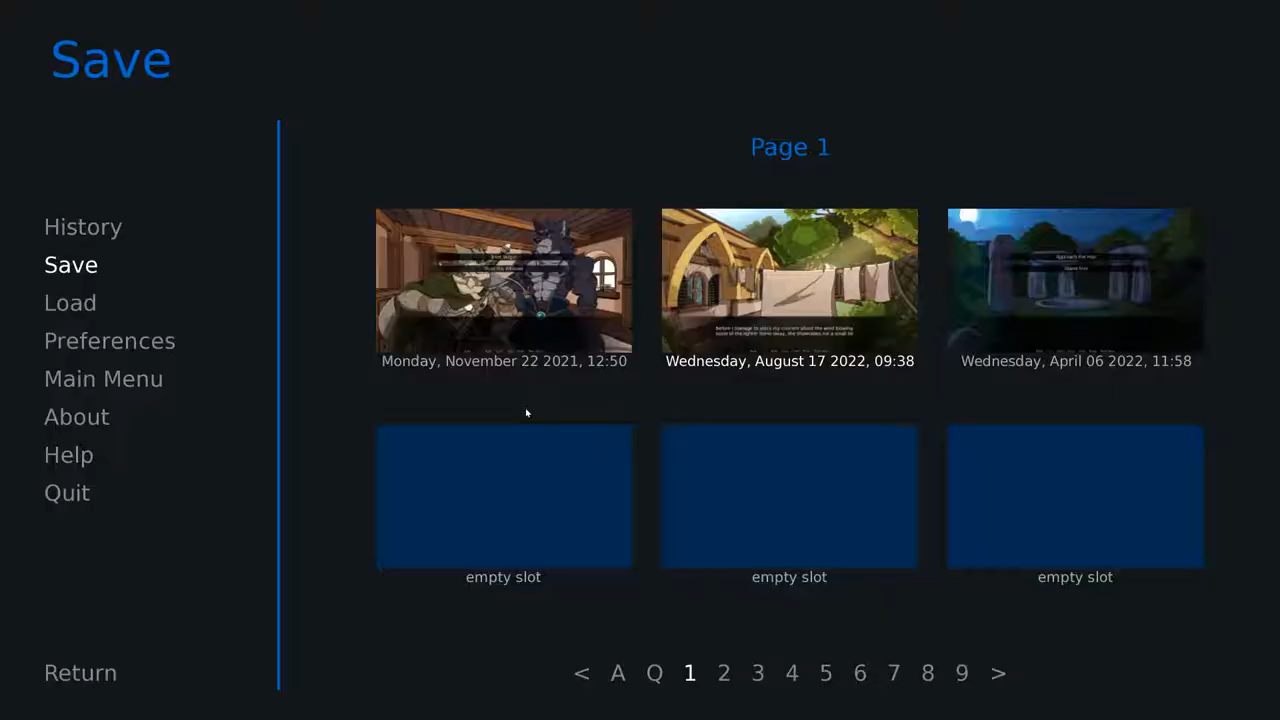 Save
Page 1
History
Save
Load
Preferences
Main Menu
About
Help
Quit
Return
Monday, November 22 2021, 12:50
Wednesday, August 17 2022, 09:38
Wednesday, April 06 2022, 11:58
empty slot
empty slot
empty slot
< A Q 1 2 3 4 5 6 7 8 9 >